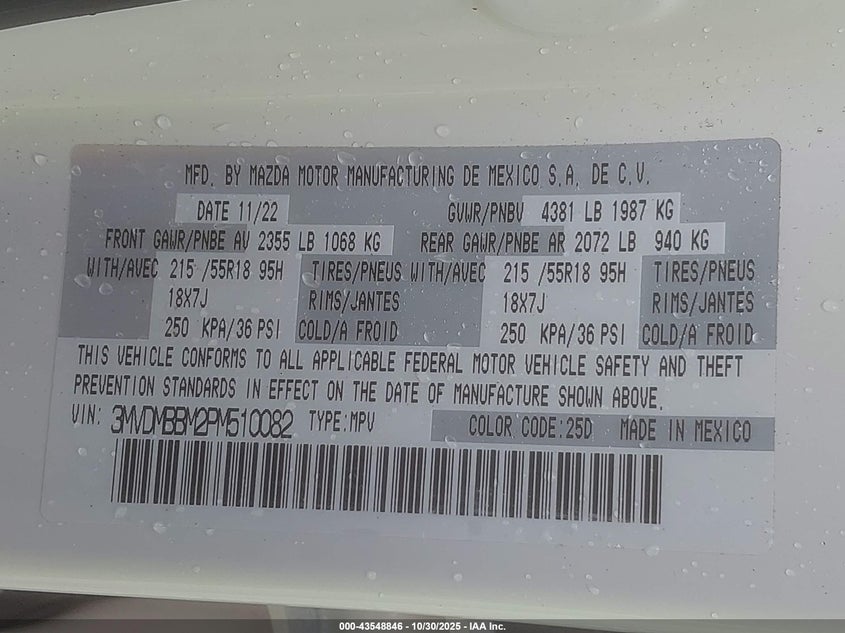 MFD. BY MAZDA MOTOR MANUFACTURING DE MEXICO S.A. DE C.V.
DATE 11/22 GVWR/PNBV 4381 LB 1987 KG
FRONT GAWR/PNBE AV 2355 LB 1068 KG REAR GAWR/PNBE AR 2072 LB 940 KG
WITH/AVEC 215 /55R18 95H TIRES/PNEUS WITH/AVEC 215 /55R18 95H TIRES/PNEUS
18X7J RIMS/JANTES 18X7J RIMS/JANTES
250 KPA/36 PSI COLD/A FROID 250 KPA/36 PSI COLD/A FROID
THIS VEHICLE CONFORMS TO ALL APPLICABLE FEDERAL MOTOR VEHICLE SAFETY AND THEFT
PREVENTION STANDARDS IN EFFECT ON THE DATE OF MANUFACTURE SHOWN ABOVE.
VIN: 3MVDMBBM2PM510082 TYPE:MPV COLOR CODE:25D MADE IN MEXICO
000-43548846 - 10/30/2025 - IAA Inc.